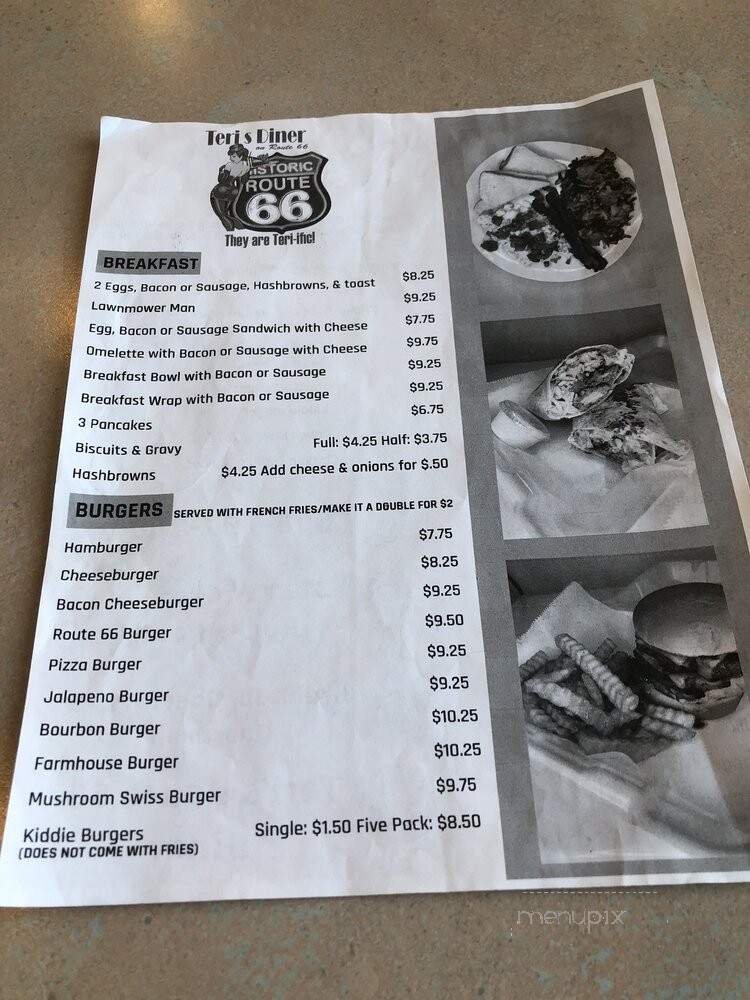 Teri's Diner
on Route 66
HISTORIC
ROUTE
66
They are Teri-ific!
BREAKFAST
2 Eggs, Bacon or Sausage, Hashbrowns, & toast $8.25
Lawnmower Man $9.25
Egg, Bacon or Sausage Sandwich with Cheese $7.75
Omelette with Bacon or Sausage with Cheese $9.75
Breakfast Bowl with Bacon or Sausage $9.25
Breakfast Wrap with Bacon or Sausage $9.25
3 Pancakes $6.75
Biscuits & Gravy Full: $4.25 Half: $3.75
Hashbrowns $4.25 Add cheese & onions for $.50
BURGERS SERVED WITH FRENCH FRIES/MAKE IT A DOUBLE FOR $2
Hamburger $7.75
Cheeseburger $8.25
Bacon Cheeseburger $9.25
Route 66 Burger $9.50
Pizza Burger $9.25
Jalapeno Burger $9.25
Bourbon Burger $10.25
Farmhouse Burger $10.25
Mushroom Swiss Burger $9.75
Kiddie Burgers Single: $1.50 Five Pack: $8.50
(DOES NOT COME WITH FRIES)
menupix